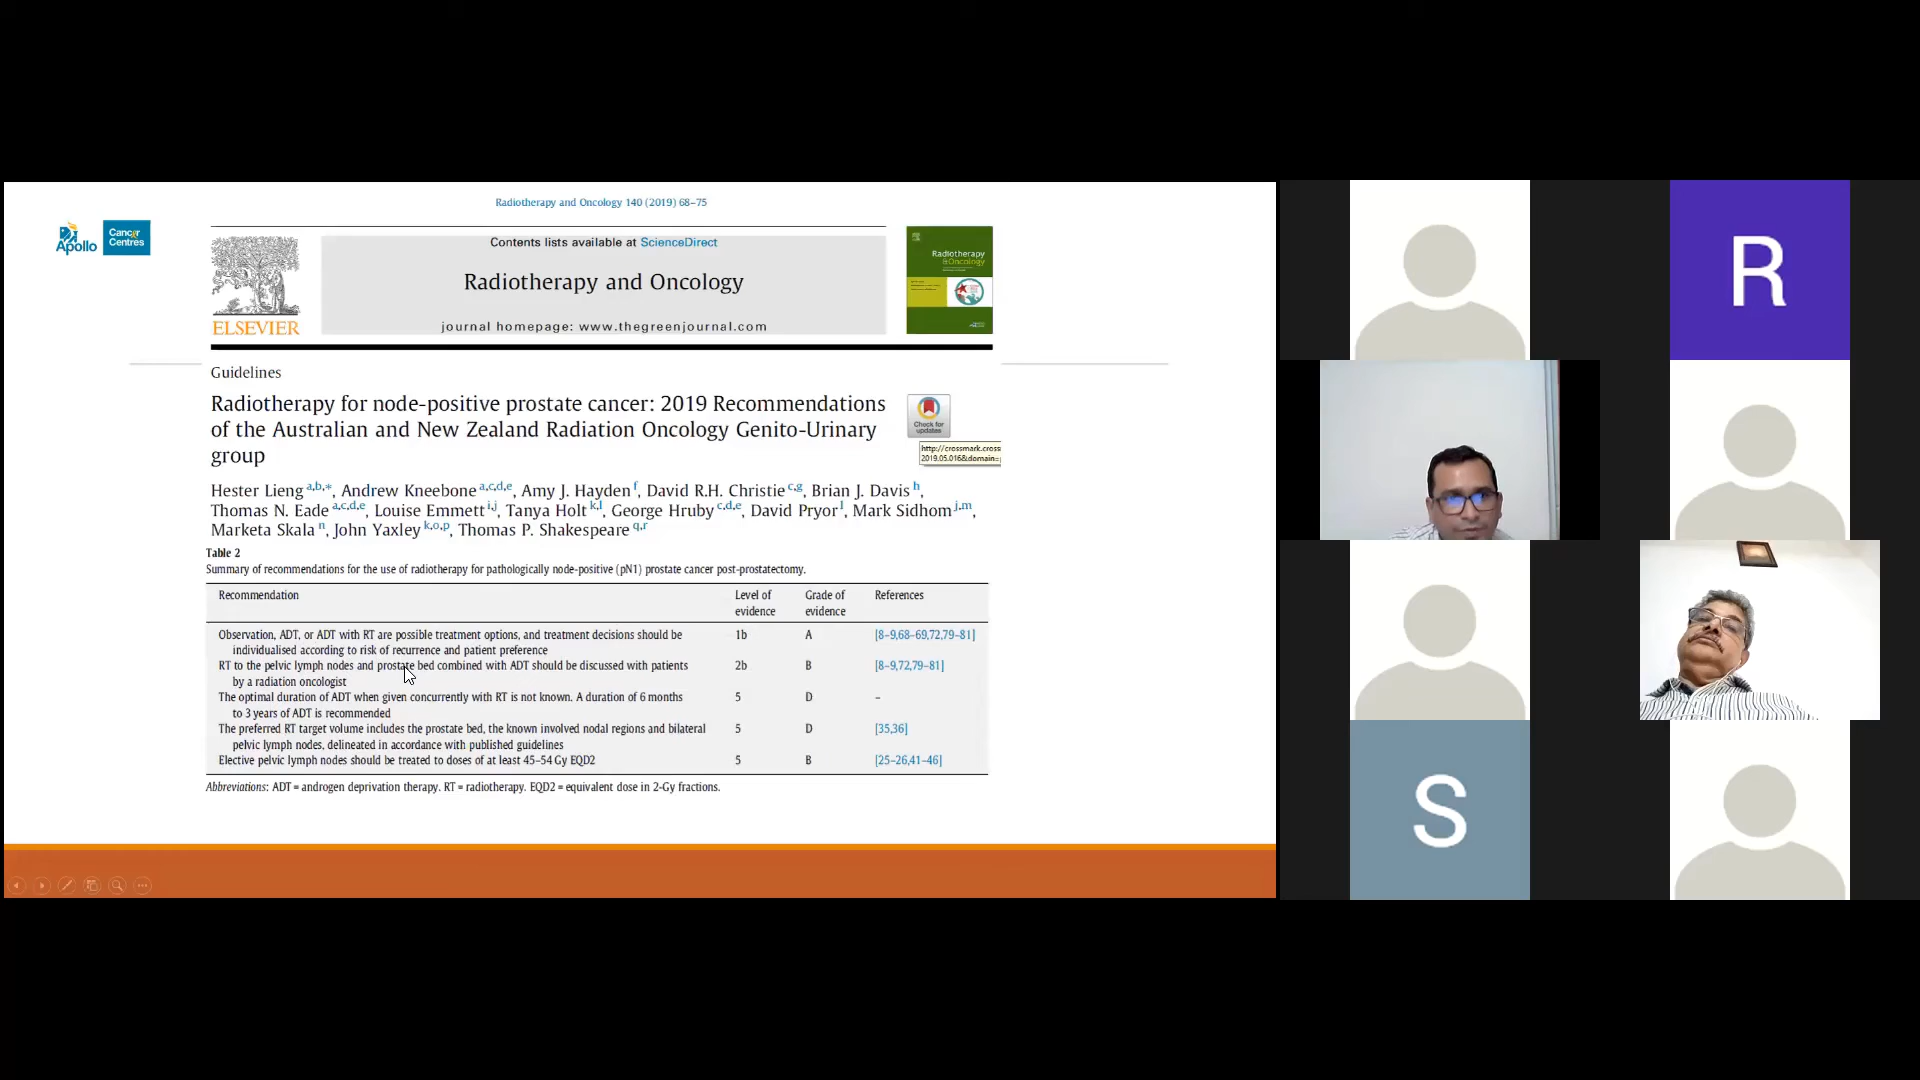 Radiotherapy and Oncology 140 (2019) 68–75
Apollo
Cancer
Centres
Contents lists available at ScienceDirect
Radiotherapy and Oncology
journal homepage: www.thegreenjournal.com
ELSEVIER
Radiotherapy
&Oncology
Guidelines
Radiotherapy for node-positive prostate cancer: 2019 Recommendations
of the Australian and New Zealand Radiation Oncology Genito-Urinary
group
Check for
updates
http://crossmark.cross
2019.05.016&domain=
Hester Lieng a,b,*, Andrew Kneebone a,c,d,e, Amy J. Hayden f, David R.H. Christie c,g, Brian J. Davis h,
Thomas N. Eade a,c,d,e, Louise Emmett i,j, Tanya Holt k,l, George Hruby c,d,e, David Pryor l, Mark Sidhom j,m,
Marketa Skala n, John Yaxley k,o,p, Thomas P. Shakespeare q,r
Table 2
Summary of recommendations for the use of radiotherapy for pathologically node-positive (pN1) prostate cancer post-prostatectomy.
Recommendation Level of evidence Grade of evidence References
Observation, ADT, or ADT with RT are possible treatment options, and treatment decisions should be 1b A [8–9,68–69,72,79–81]
individualised according to risk of recurrence and patient preference
RT to the pelvic lymph nodes and prostate bed combined with ADT should be discussed with patients 2b B [8–9,72,79–81]
by a radiation oncologist
The optimal duration of ADT when given concurrently with RT is not known. A duration of 6 months 5 D –
to 3 years of ADT is recommended
The preferred RT target volume includes the prostate bed, the known involved nodal regions and bilateral 5 D [35,36]
pelvic lymph nodes, delineated in accordance with published guidelines
Elective pelvic lymph nodes should be treated to doses of at least 45–54 Gy EQD2 5 B [25–26,41–46]
Abbreviations: ADT = androgen deprivation therapy. RT = radiotherapy. EQD2 = equivalent dose in 2-Gy fractions.
R
S